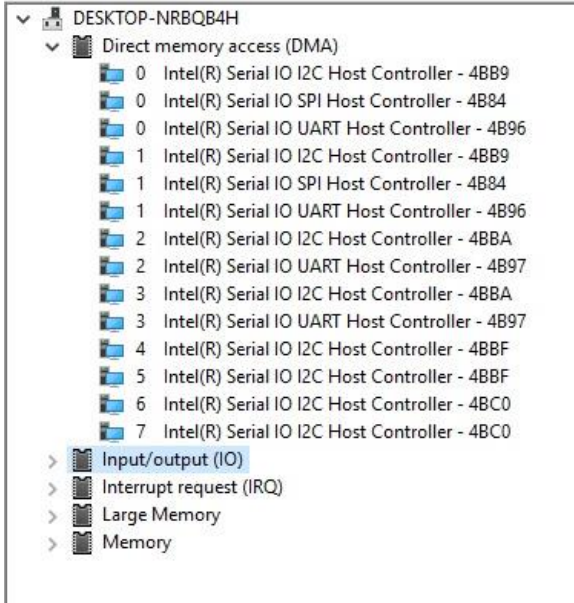 DESKTOP-NRBQB4H
Direct memory access (DMA)
0 Intel(R) Serial IO I2C Host Controller - 4BB9
0 Intel(R) Serial IO SPI Host Controller - 4B84
0 Intel(R) Serial IO UART Host Controller - 4B96
1 Intel(R) Serial IO I2C Host Controller - 4BB9
1 Intel(R) Serial IO SPI Host Controller - 4B84
1 Intel(R) Serial IO UART Host Controller - 4B96
2 Intel(R) Serial IO I2C Host Controller - 4BBA
2 Intel(R) Serial IO UART Host Controller - 4B97
3 Intel(R) Serial IO I2C Host Controller - 4BBA
3 Intel(R) Serial IO UART Host Controller - 4B97
4 Intel(R) Serial IO I2C Host Controller - 4BBF
5 Intel(R) Serial IO I2C Host Controller - 4BBF
6 Intel(R) Serial IO I2C Host Controller - 4BC0
7 Intel(R) Serial IO I2C Host Controller - 4BC0
Input/output (IO)
Interrupt request (IRQ)
Large Memory
Memory